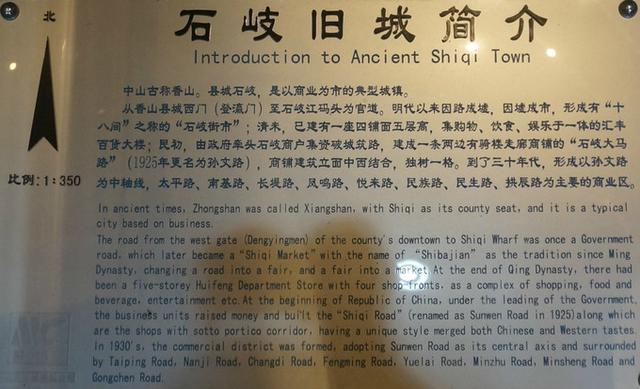 北
石岐旧城简介
Introduction to Ancient Shiqi Town
中山古称香山。县城石岐，是以商业为市的典型城镇。
从香山县城西门（登瀛门）至石岐江码头为官道。明代以来因路成墟，因墟成市，形成有“十
八间”之称的“石岐街市”；清末，已建有一座四铺面五层高，集购物、饮食、娱乐于一体的汇丰
百货大楼；民初，由政府牵头石岐商户集资破城筑路，建成一条两边有骑楼走廊商铺的“石岐大马
路”（1925年更名为孙文路），商铺建筑立面中西结合，独树一格。到了三十年代，形成以孙文路
为中轴线，太平路、南基路、长堤路、凤鸣路、悦来路、民族路、民生路、拱辰路为主要的商业区。
比例:1:350
In ancient times, Zhongshan was called Xiangshan, with Shiqi as its county seat, and it is a typical
city based on business.
The road from the west gate (Dengyingmen) of the county's downtown to Shiqi Wharf was once a Government
road, which later became a “Shiqi Market” with the name of “Shibajian” as the tradition since Ming
Dynasty, changing a road into a fair, and a fair into a market. At the end of Qing Dynasty, there had
been a five-storey Huifeng Department Store with four shop fronts, as a complex of shopping, food and
beverage, entertainment etc. At the beginning of Republic of China, under the leading of the Government,
the business units raised money and built the “Shiqi Road” (renamed as Sunwen Road in 1925) along which
are the shops with sotto portico corridor, having a unique style merged both Chinese and Western tastes
in 1930's, the commercial district was formed, adopting Sunwen Road as its central axis and surrounded
by Taiping Road, Nanji Road, Changdi Road, Fengming Road, Yuelai Road, Minzhu Road, Minsheng Road and
Gongchen Road.